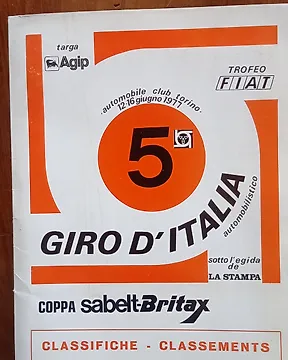 targa
Agip
TROFEO
FIAT
automobile club torino
12-16 giugno 1977
5
GIRO D'ITALIA
automobilistico
sotto l'egida
de
LA STAMPA
COPPA sabelt-Britax
CLASSIFICHE - CLASSEMENTS